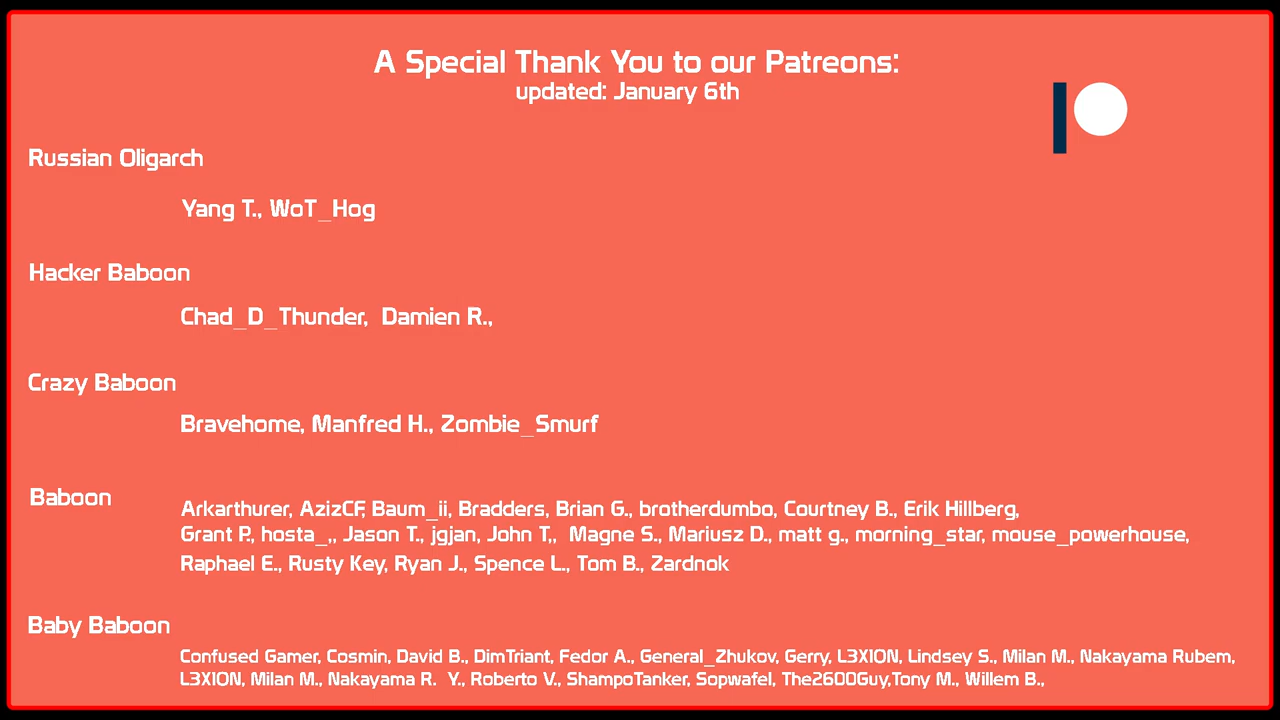 A Special Thank You to our Patreons:
updated: January 6th
Russian Oligarch
Yang T., WoT_Hog
Hacker Baboon
Chad_D_Thunder,  Damien R.,
Crazy Baboon
Bravehome, Manfred H., Zombie_Smurf
Baboon
Arkarthurer, AzizCF, Baum_ii, Bradders, Brian G., brotherdumbo, Courtney B., Erik Hillberg,
Grant P., hosta_,, Jason T., jgjan, John T,,  Magne S., Mariusz D., matt g., morning_star, mouse_powerhouse,
Raphael E., Rusty Key, Ryan J., Spence L., Tom B., Zardnok
Baby Baboon
Confused Gamer, Cosmin, David B., DimTriant, Fedor A., General_Zhukov, Gerry, L3X1ON, Lindsey S., Milan M., Nakayama Rubem,
L3X1ON, Milan M., Nakayama R.  Y., Roberto V., ShampoTanker, Sopwafel, The2600Guy,Tony M., Willem B.,